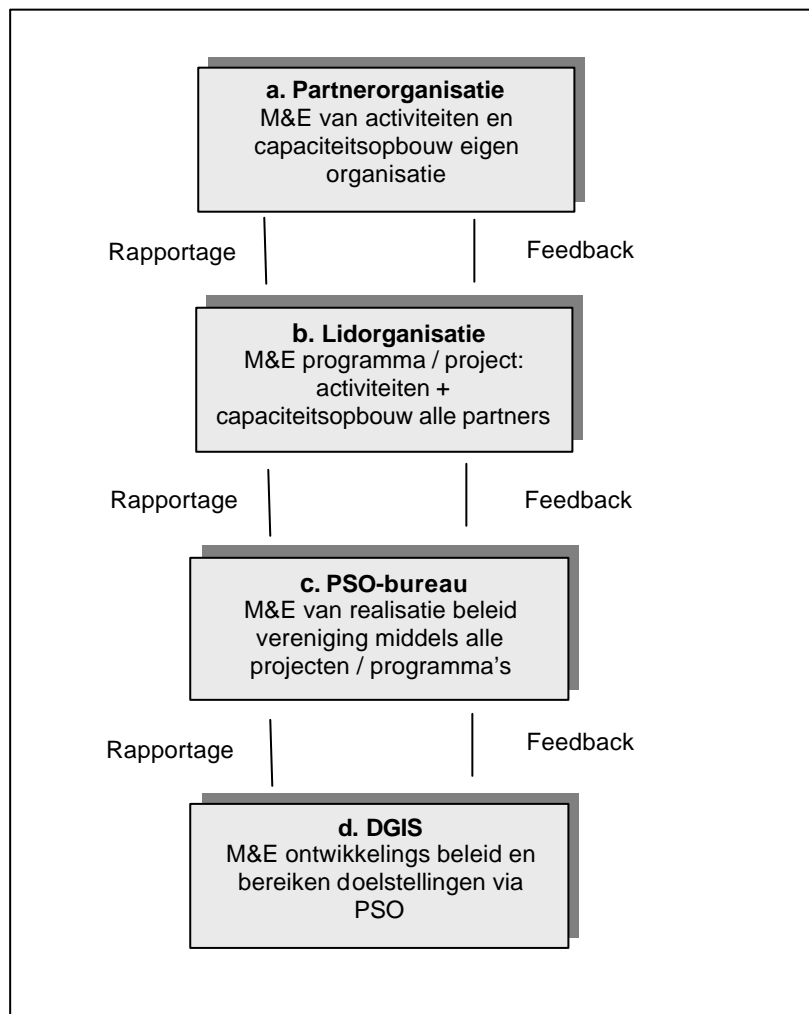 a. Partnerorganisatie
M&E van activiteiten en
capaciteitsopbouw eigen
organisatie
Rapportage
Feedback
b. Lidorganisatie
M&E programma / project:
activiteiten +
capaciteitsopbouw alle partners
Rapportage
Feedback
c. PSO-bureau
M&E van realisatie beleid
vereniging middels alle
projecten / programma's
Rapportage
Feedback
d. DGIS
M&E ontwikkelings beleid en
bereiken doelstellingen via
PSO